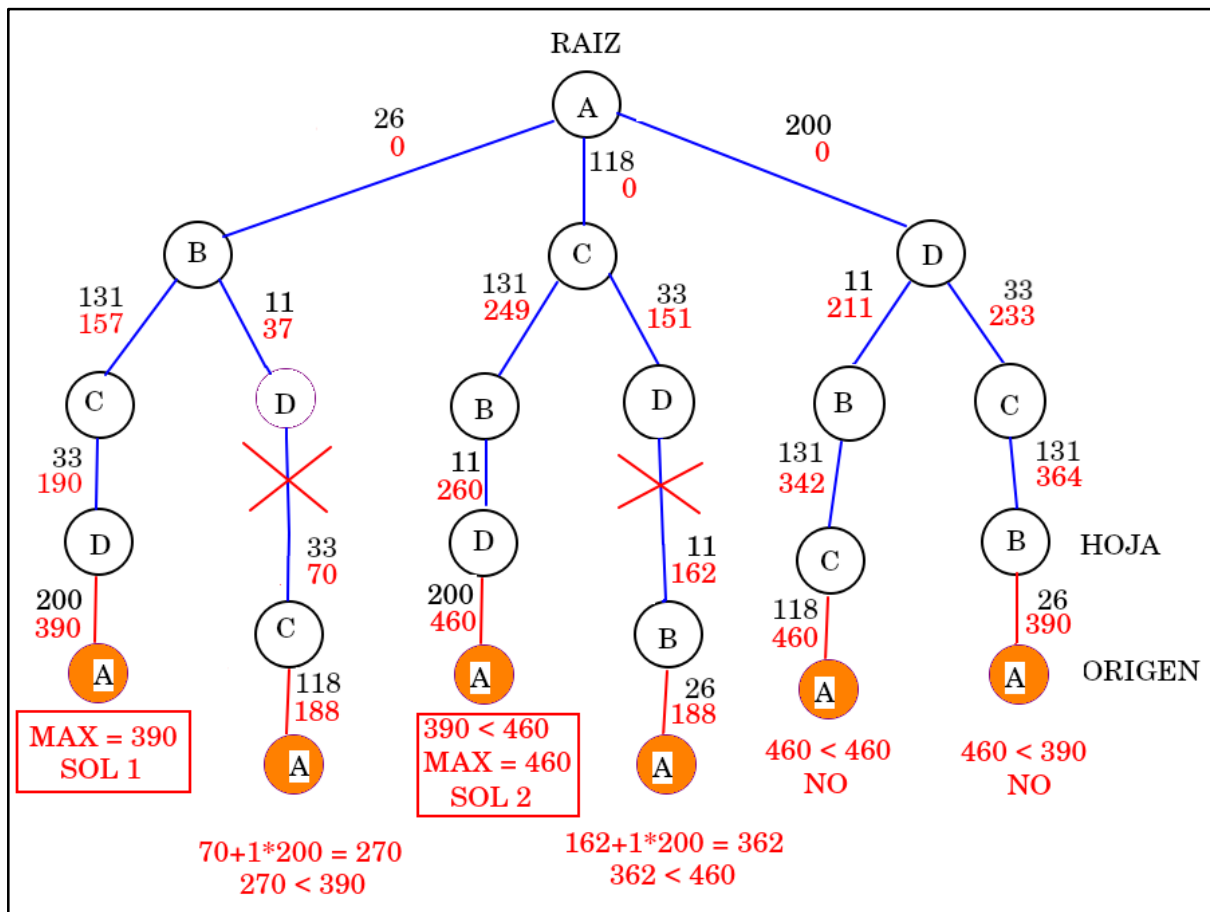 RAIZ
A
26
0
118
0
200
0
B
C
D
131
157
11
37
131
249
33
151
11
211
33
233
C
D
B
D
B
C
33
190
11
260
131
342
131
364
D
D
C
B
HOJA
33
70
11
162
200
390
C
200
460
B
118
460
26
390
A
118
188
A
26
188
A
A
ORIGEN
MAX = 390
SOL 1
A
390 < 460
MAX = 460
SOL 2
A
460 < 460
NO
460 < 390
NO
70+1*200 = 270
270 < 390
162+1*200 = 362
362 < 460